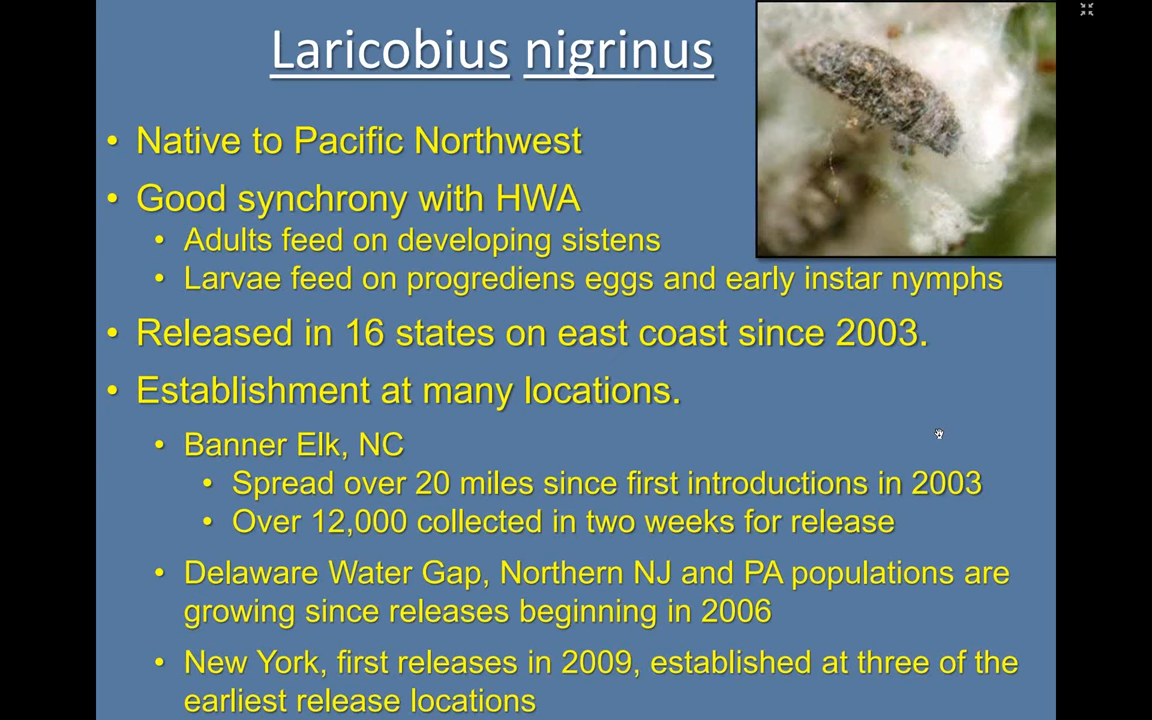 Laricobius nigrinus
• Native to Pacific Northwest
• Good synchrony with HWA
• Adults feed on developing sistens
• Larvae feed on progrediens eggs and early instar nymphs
• Released in 16 states on east coast since 2003.
• Establishment at many locations.
• Banner Elk, NC
• Spread over 20 miles since first introductions in 2003
• Over 12,000 collected in two weeks for release
• Delaware Water Gap, Northern NJ and PA populations are
growing since releases beginning in 2006
• New York, first releases in 2009, established at three of the
earliest release locations